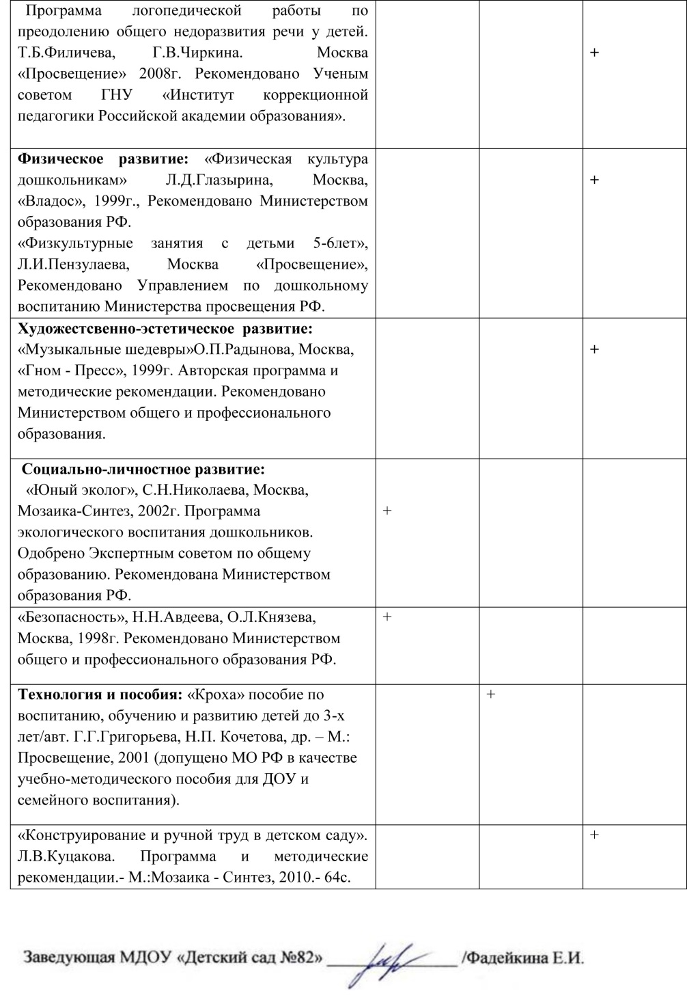 Программа логопедической работы по
преодолению общего недоразвития речи у детей.
Т.Б.Филичева, Г.В.Чиркина. Москва +
«Просвещение» 2008г. Рекомендовано Ученым
советом ГНУ «Институт коррекционной
педагогики Российской академии образования».
Физическое развитие: «Физическая культура
дошкольникам» Л.Д.Глазырина, Москва, +
«Владос», 1999г., Рекомендовано Министерством
образования РФ.
«Физкультурные занятия с детьми 5-6лет»,
Л.И.Пензулаева, Москва «Просвещение»,
Рекомендовано Управлением по дошкольному
воспитанию Министерства просвещения РФ.
Художестсвенно-эстетическое развитие:
«Музыкальные шедевры»О.П.Радынова, Москва, +
«Гном - Пресс», 1999г. Авторская программа и
методические рекомендации. Рекомендовано
Министерством общего и профессионального
образования.
Социально-личностное развитие:
«Юный эколог», С.Н.Николаева, Москва,
Мозаика-Синтез, 2002г. Программа +
экологического воспитания дошкольников.
Одобрено Экспертным советом по общему
образованию. Рекомендована Министерством
образования РФ.
«Безопасность», Н.Н.Авдеева, О.Л.Князева, +
Москва, 1998г. Рекомендовано Министерством
общего и профессионального образования РФ.
Технология и пособия: «Кроха» пособие по +
воспитанию, обучению и развитию детей до 3-х
лет/авт. Г.Г.Григорьева, Н.П. Кочетова, др. – М.:
Просвещение, 2001 (допущено МО РФ в качестве
учебно-методического пособия для ДОУ и
семейного воспитания).
«Конструирование и ручной труд в детском саду». +
Л.В.Куцакова. Программа и методические
рекомендации.- М.:Мозаика - Синтез, 2010.- 64с.
Заведующая МДОУ «Детский сад №82» /Фадейкина Е.И.